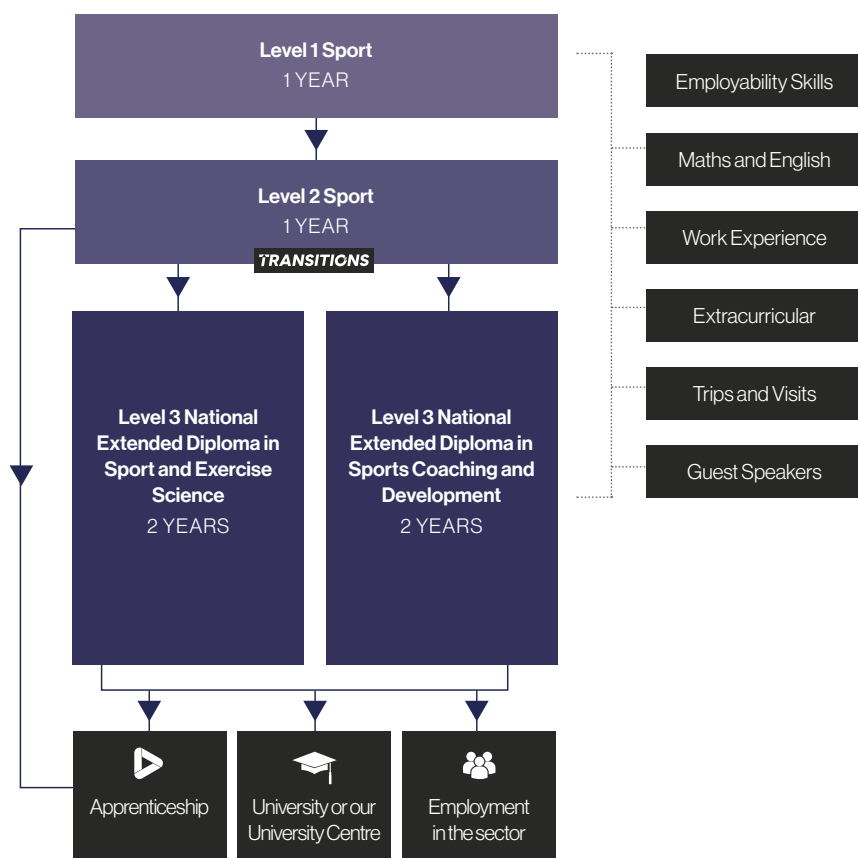 Level 1 Sport
1 YEAR
Level 2 Sport
1 YEAR
TRANSITIONS
Level 3 National
Extended Diploma in
Sport and Exercise
Science
2 YEARS
Level 3 National
Extended Diploma in
Sports Coaching and
Development
2 YEARS
Apprenticeship
University or our
University Centre
Employment
in the sector
Employability Skills
Maths and English
Work Experience
Extracurricular
Trips and Visits
Guest Speakers